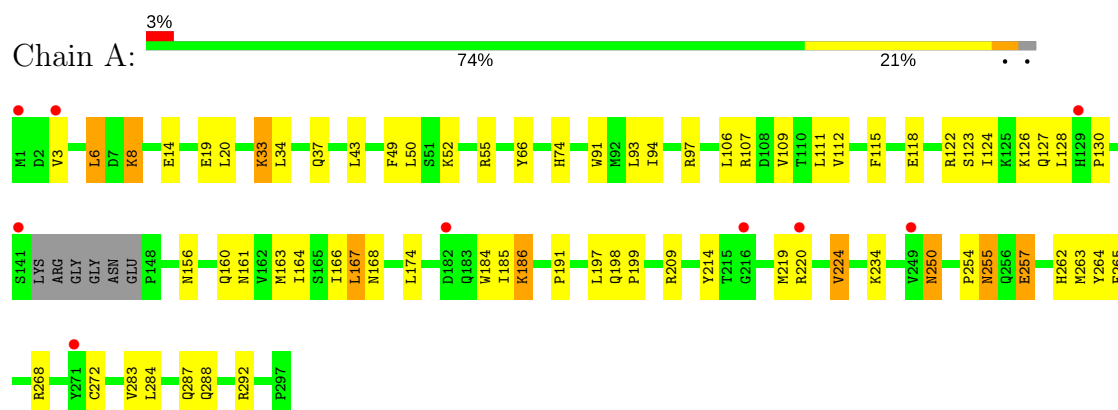 3%
Chain A:
74% 21% • •
M1 D2 V3 L6 D7 K8 E14 E19 L20 K33 L34 Q37 L43 F49 L50 S51 K52 R55 Y66 H74 W91 M92 L93 I94 R97 L106 R107 D108 V109 T110 L111 V112 F115 E118 R122 S123 I124 K125 K126 Q127 L128 H129 P130
S141 LYS ARG GLY GLY ASN GLU P148 N156 Q160 N161 V162 M163 I164 S165 I166 L167 N168 L174 D182 Q183 W184 I185 K186 P191 L197 Q198 P199 R209 Y214 T215 G216 M219 R220 V224 K234 V249 N250 P254 N255 Q256 E257 H262 M263 Y264
R268 Y271 C272 V283 L284 Q287 Q288 R292 P297